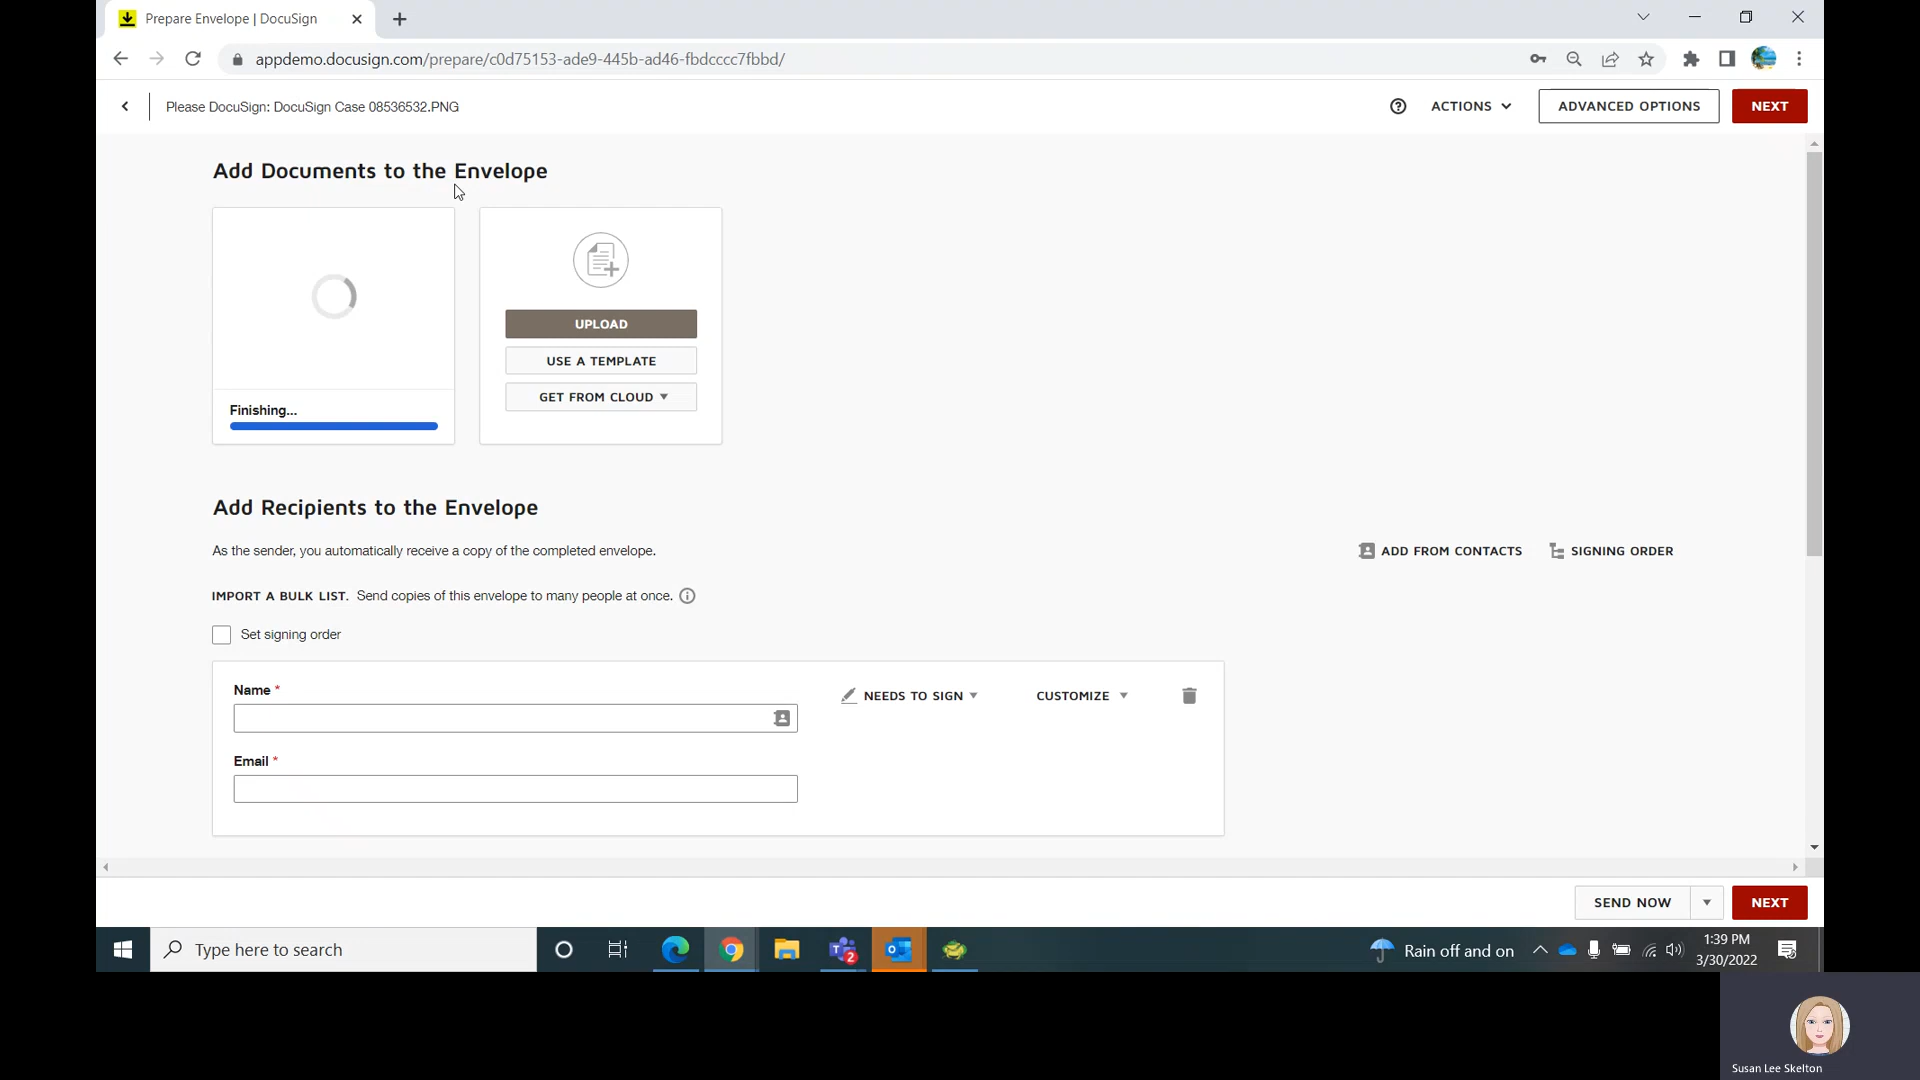 Prepare Envelope | DocuSign
appdemo.docusign.com/prepare/c0d75153-ade9-445b-ad46-fbdcccc7fbbd/
Please DocuSign: DocuSign Case 08536532.PNG
ACTIONS
ADVANCED OPTIONS
NEXT
Add Documents to the Envelope
Finishing...
UPLOAD
USE A TEMPLATE
GET FROM CLOUD
Add Recipients to the Envelope
As the sender, you automatically receive a copy of the completed envelope.
ADD FROM CONTACTS
SIGNING ORDER
IMPORT A BULK LIST. Send copies of this envelope to many people at once.
Set signing order
Name *
NEEDS TO SIGN
CUSTOMIZE
Email *
SEND NOW
NEXT
Type here to search
2
Rain off and on
1:39 PM
3/30/2022
Susan Lee Skelton